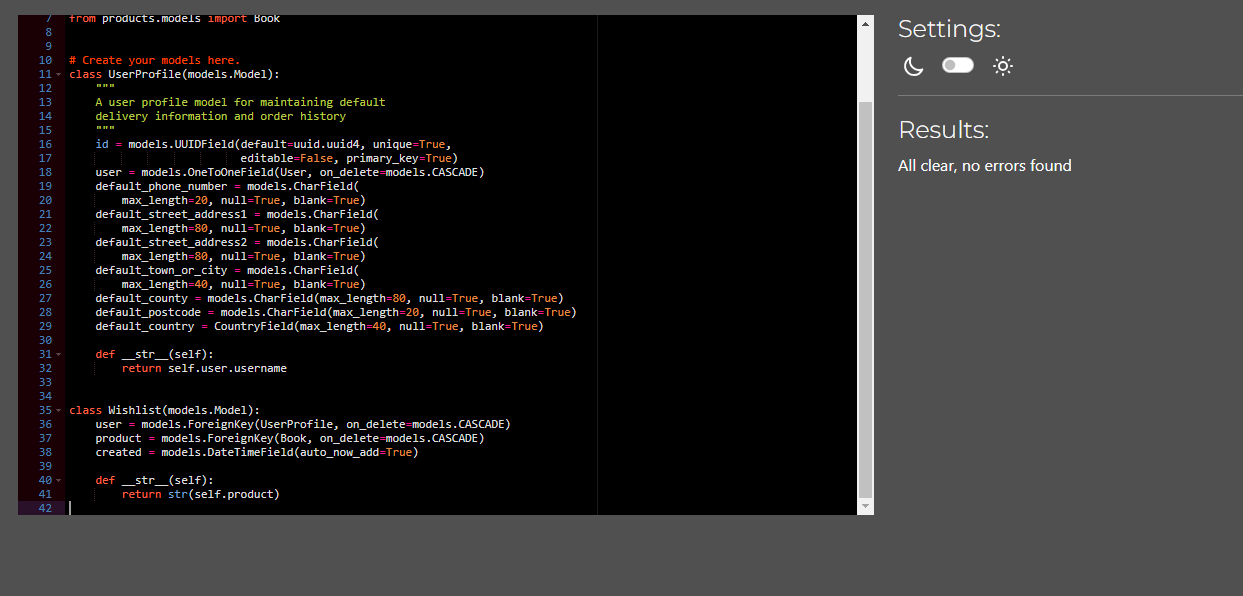 7 from products.models import Book
8
9
10 # Create your models here.
11 class UserProfile(models.Model):
12     """
13     A user profile model for maintaining default
14     delivery information and order history
15     """
16     id = models.UUIDField(default=uuid.uuid4, unique=True,
17                           editable=False, primary_key=True)
18     user = models.OneToOneField(User, on_delete=models.CASCADE)
19     default_phone_number = models.CharField(
20         max_length=20, null=True, blank=True)
21     default_street_address1 = models.CharField(
22         max_length=80, null=True, blank=True)
23     default_street_address2 = models.CharField(
24         max_length=80, null=True, blank=True)
25     default_town_or_city = models.CharField(
26         max_length=40, null=True, blank=True)
27     default_county = models.CharField(max_length=80, null=True, blank=True)
28     default_postcode = models.CharField(max_length=20, null=True, blank=True)
29     default_country = CountryField(max_length=40, null=True, blank=True)
30
31     def __str__(self):
32         return self.user.username
33
34
35 class Wishlist(models.Model):
36     user = models.ForeignKey(UserProfile, on_delete=models.CASCADE)
37     product = models.ForeignKey(Book, on_delete=models.CASCADE)
38     created = models.DateTimeField(auto_now_add=True)
39
40     def __str__(self):
41         return str(self.product)
42
Settings:
Results:
All clear, no errors found